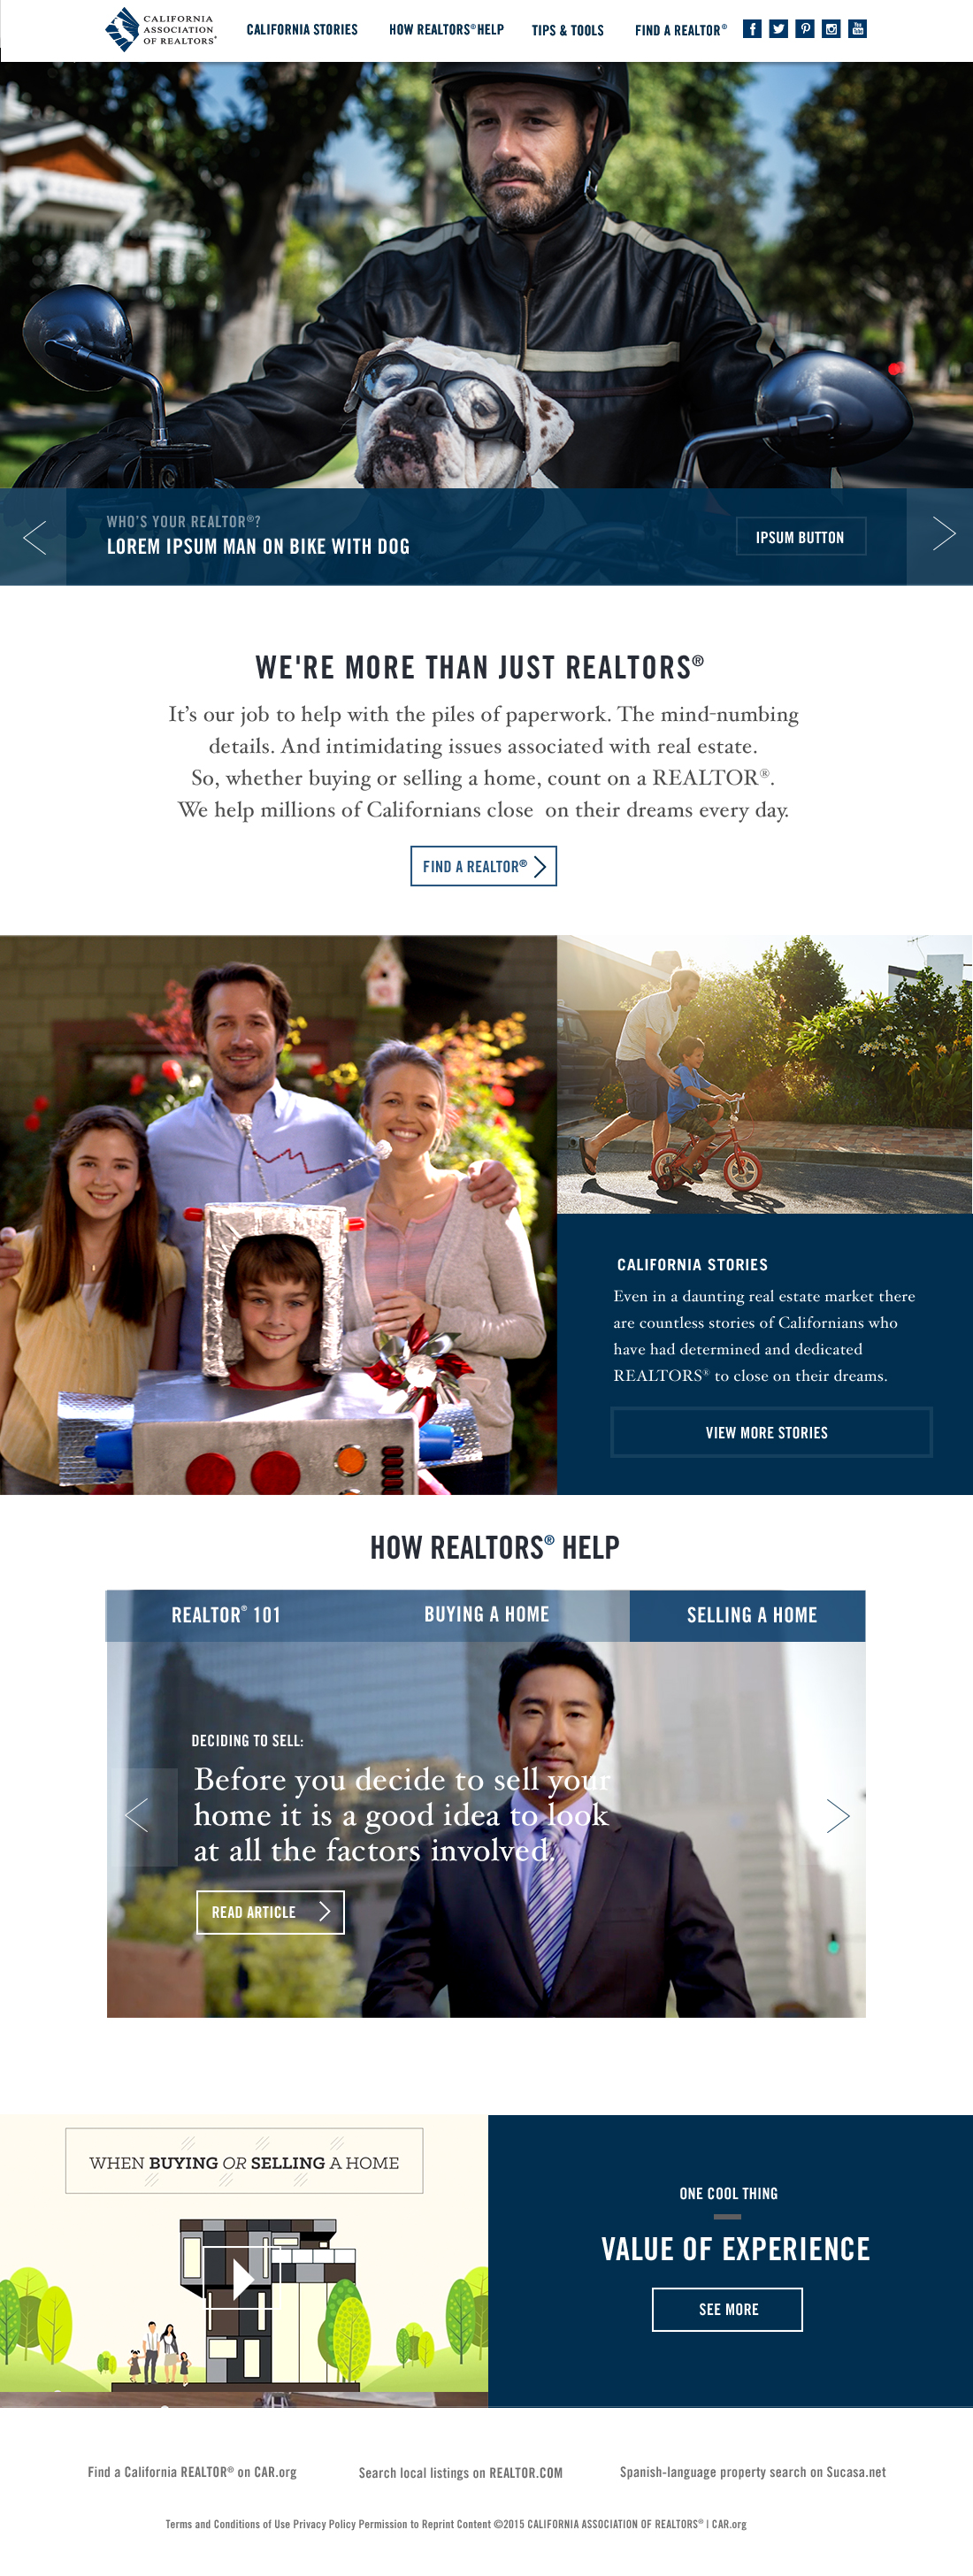 CALIFORNIA
ASSOCIATION
OF REALTORS®
CALIFORNIA STORIES
HOW REALTORS® HELP
TIPS & TOOLS
FIND A REALTOR®
You
Tube
WHO'S YOUR REALTOR®?
LOREM IPSUM MAN ON BIKE WITH DOG
IPSUM BUTTON
WE'RE MORE THAN JUST REALTORS®
It's our job to help with the piles of paperwork. The mind-numbing
details. And intimidating issues associated with real estate.
So, whether buying or selling a home, count on a REALTOR®.
We help millions of Californians close on their dreams every day.
FIND A REALTOR®
CALIFORNIA STORIES
Even in a daunting real estate market there
are countless stories of Californians who
have had determined and dedicated
REALTORS® to close on their dreams.
VIEW MORE STORIES
HOW REALTORS® HELP
REALTOR® 101
BUYING A HOME
SELLING A HOME
DECIDING TO SELL:
Before you decide to sell your
home it is a good idea to look
at all the factors involved.
READ ARTICLE
WHEN BUYING OR SELLING A HOME
ONE COOL THING
VALUE OF EXPERIENCE
SEE MORE
Find a California REALTOR® on CAR.org
Search local listings on REALTOR.COM
Spanish-language property search on Sucasa.net
Terms and Conditions of Use Privacy Policy Permission to Reprint Content ©2015 CALIFORNIA ASSOCIATION OF REALTORS® | CAR.org